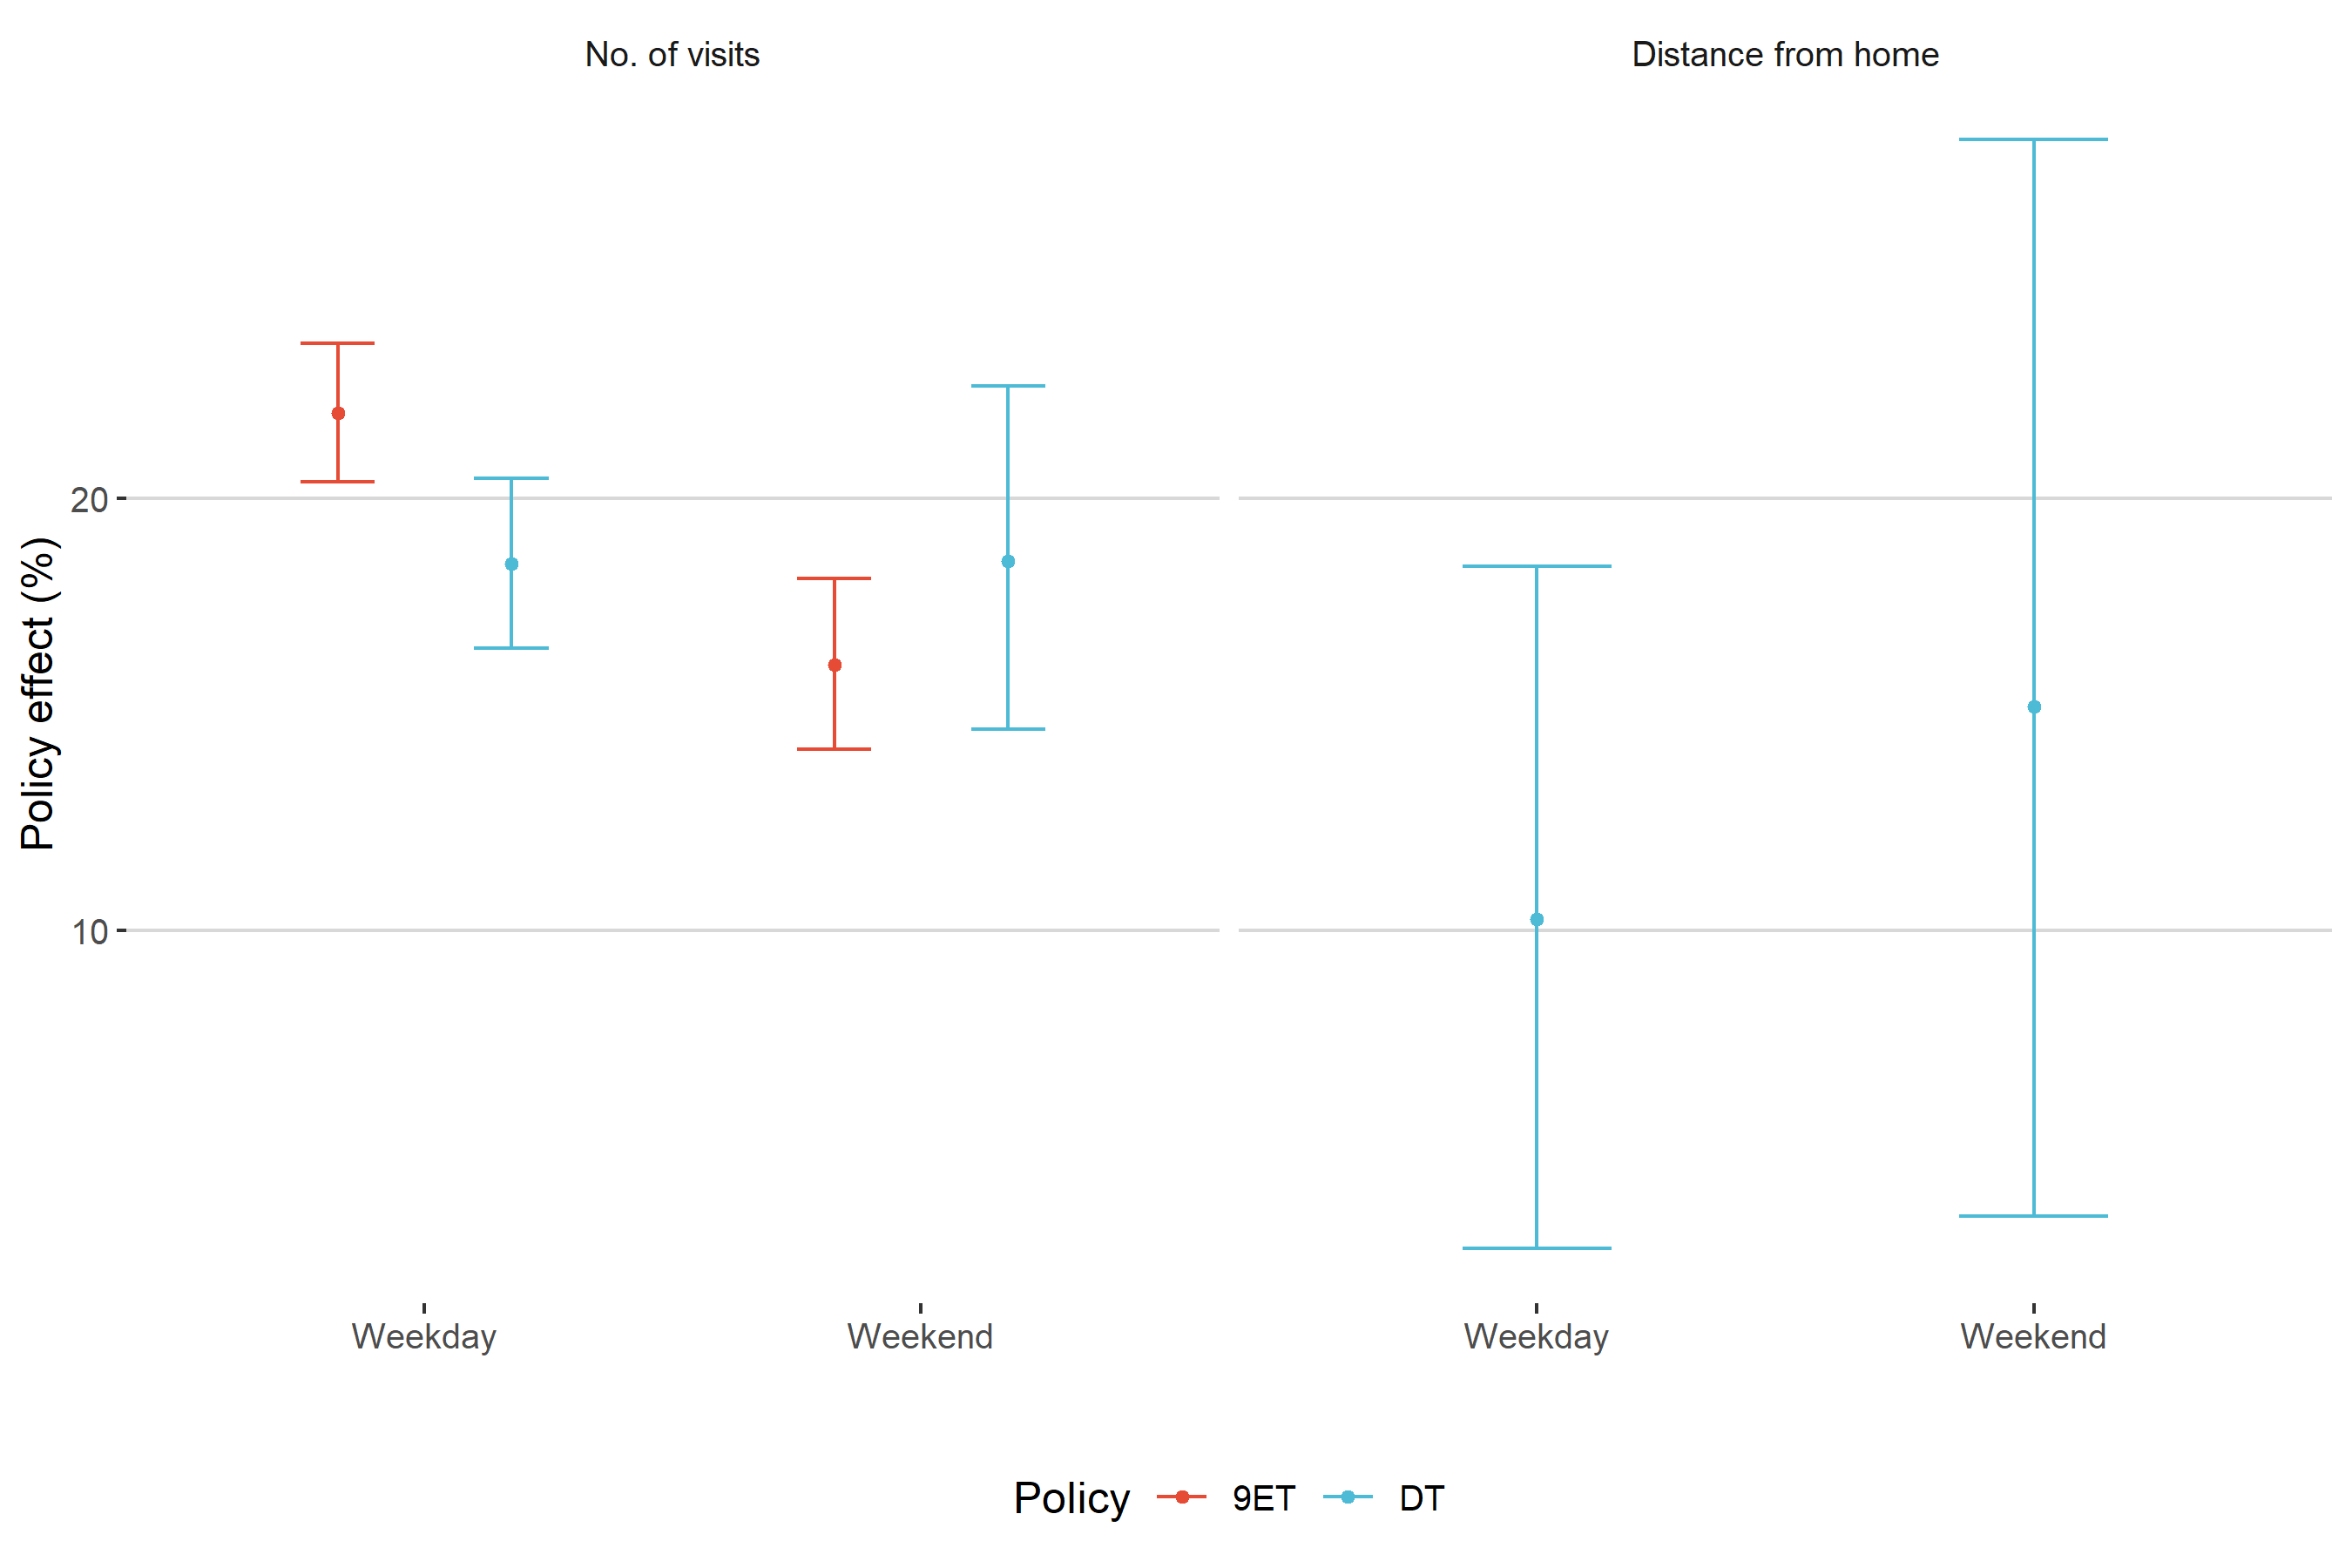 No. of visits
Distance from home
Policy effect (%)
20
10
Weekday
Weekend
Weekday
Weekend
Policy
9ET
DT